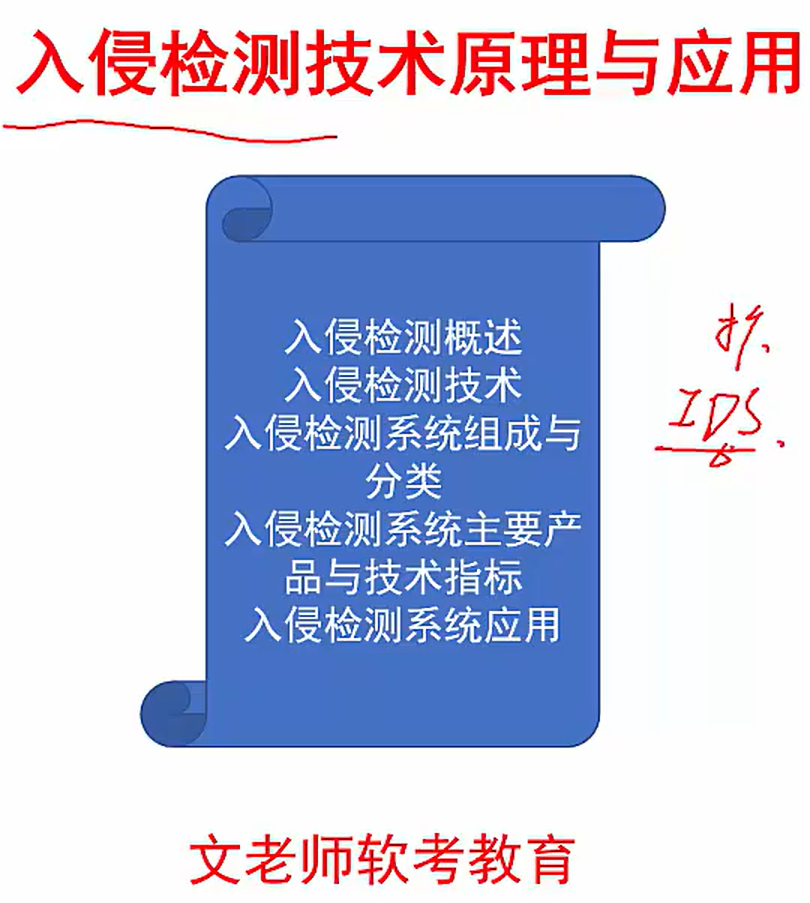 入侵检测技术原理与应用
入侵检测概述
入侵检测技术
入侵检测系统组成与
分类
入侵检测系统主要产
品与技术指标
入侵检测系统应用
IDS
文老师软考教育